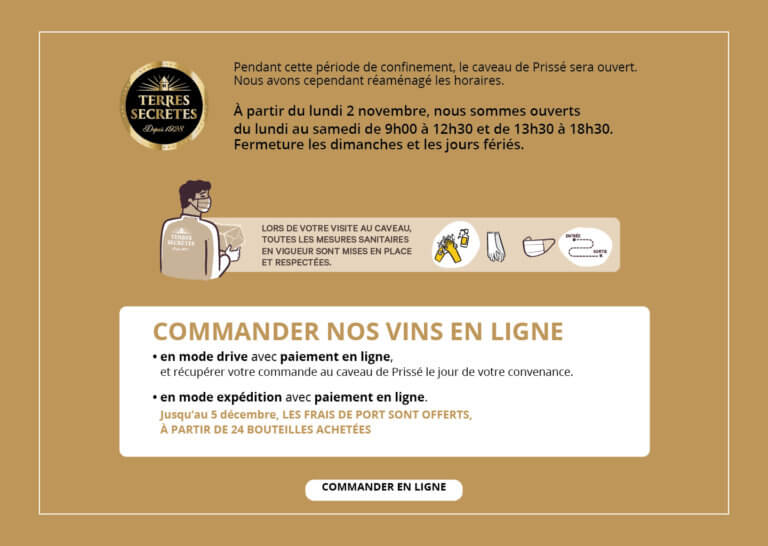 Pendant cette période de confinement, le caveau de Prissé sera ouvert.
Nous avons cependant réaménagé les horaires.
TERRES
SECRETES
Depuis 1928
À partir du lundi 2 novembre, nous sommes ouverts
du lundi au samedi de 9h00 à 12h30 et de 13h30 à 18h30.
Fermeture les dimanches et les jours fériés.
TERRES
SECRETES
LORS DE VOTRE VISITE AU CAVEAU,
TOUTES LES MESURES SANITAIRES
EN VIGUEUR SONT MISES EN PLACE
ET RESPECTÉES.
ENTRÉE
SORTIE
COMMANDER NOS VINS EN LIGNE
• en mode drive avec paiement en ligne,
et récupérer votre commande au caveau de Prissé le jour de votre convenance.
• en mode expédition avec paiement en ligne.
Jusqu'au 5 décembre, LES FRAIS DE PORT SONT OFFERTS,
À PARTIR DE 24 BOUTEILLES ACHETÉES
COMMANDER EN LIGNE